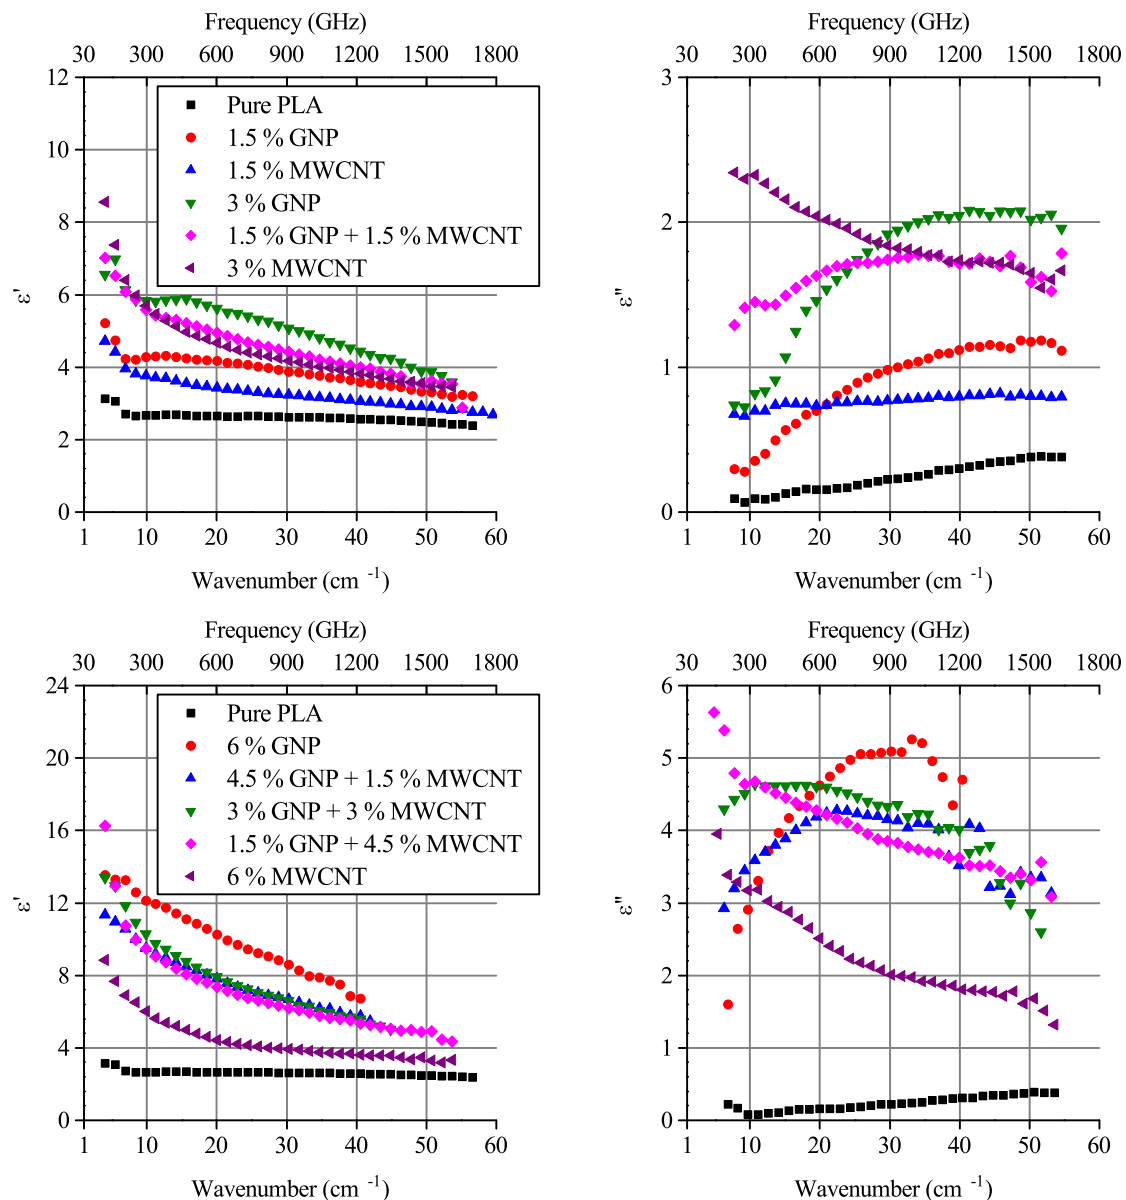 Frequency (GHz)
30 300 600 900 1200 1500 1800
12
10
8
6
4
2
0
ε'
Pure PLA
1.5 % GNP
1.5 % MWCNT
3 % GNP
1.5 % GNP + 1.5 % MWCNT
3 % MWCNT
1 10 20 30 40 50 60
Wavenumber (cm -1)
Frequency (GHz)
30 300 600 900 1200 1500 1800
3
2
1
0
ε''
1 10 20 30 40 50 60
Wavenumber (cm -1)
Frequency (GHz)
30 300 600 900 1200 1500 1800
24
20
16
12
8
4
0
ε'
Pure PLA
6 % GNP
4.5 % GNP + 1.5 % MWCNT
3 % GNP + 3 % MWCNT
1.5 % GNP + 4.5 % MWCNT
6 % MWCNT
1 10 20 30 40 50 60
Wavenumber (cm -1)
Frequency (GHz)
30 300 600 900 1200 1500 1800
6
5
4
3
2
1
0
ε''
1 10 20 30 40 50 60
Wavenumber (cm -1)